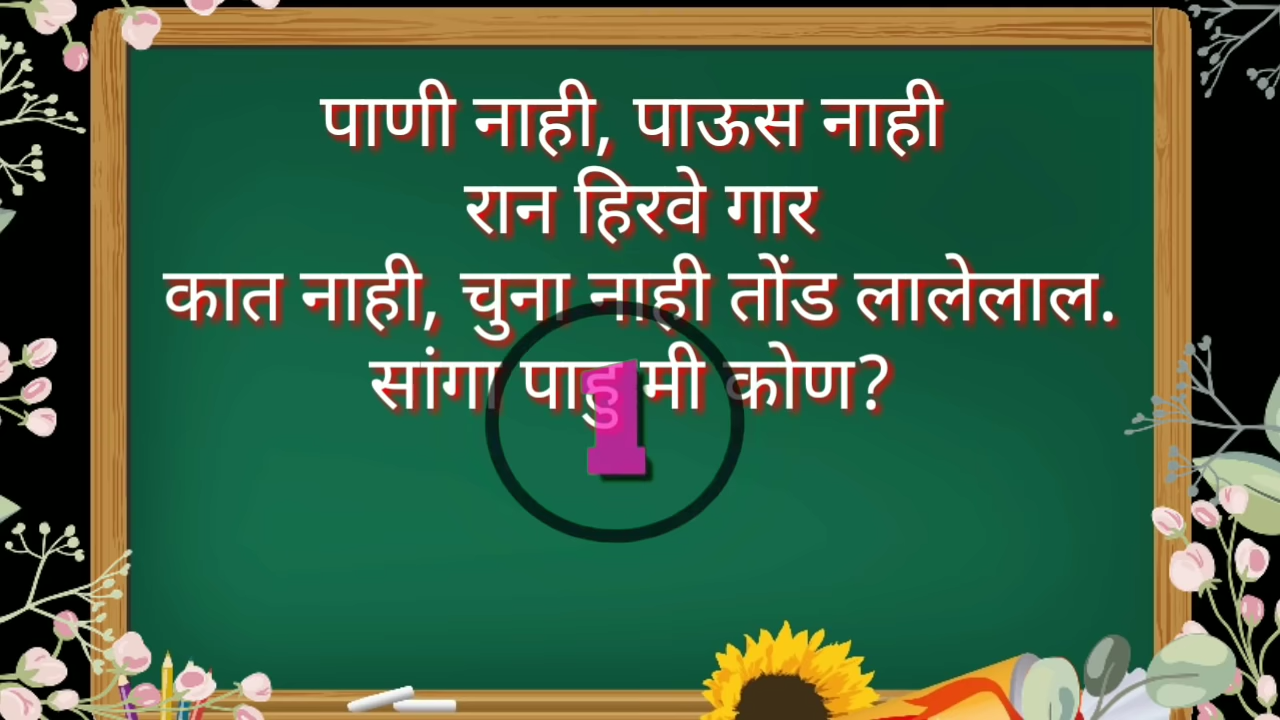 पाणी नाही, पाऊस नाही
रान हिरवे गार
कात नाही, चुना नाही तोंड लालेलाल.
सांगा पाहु मी कोण?
1